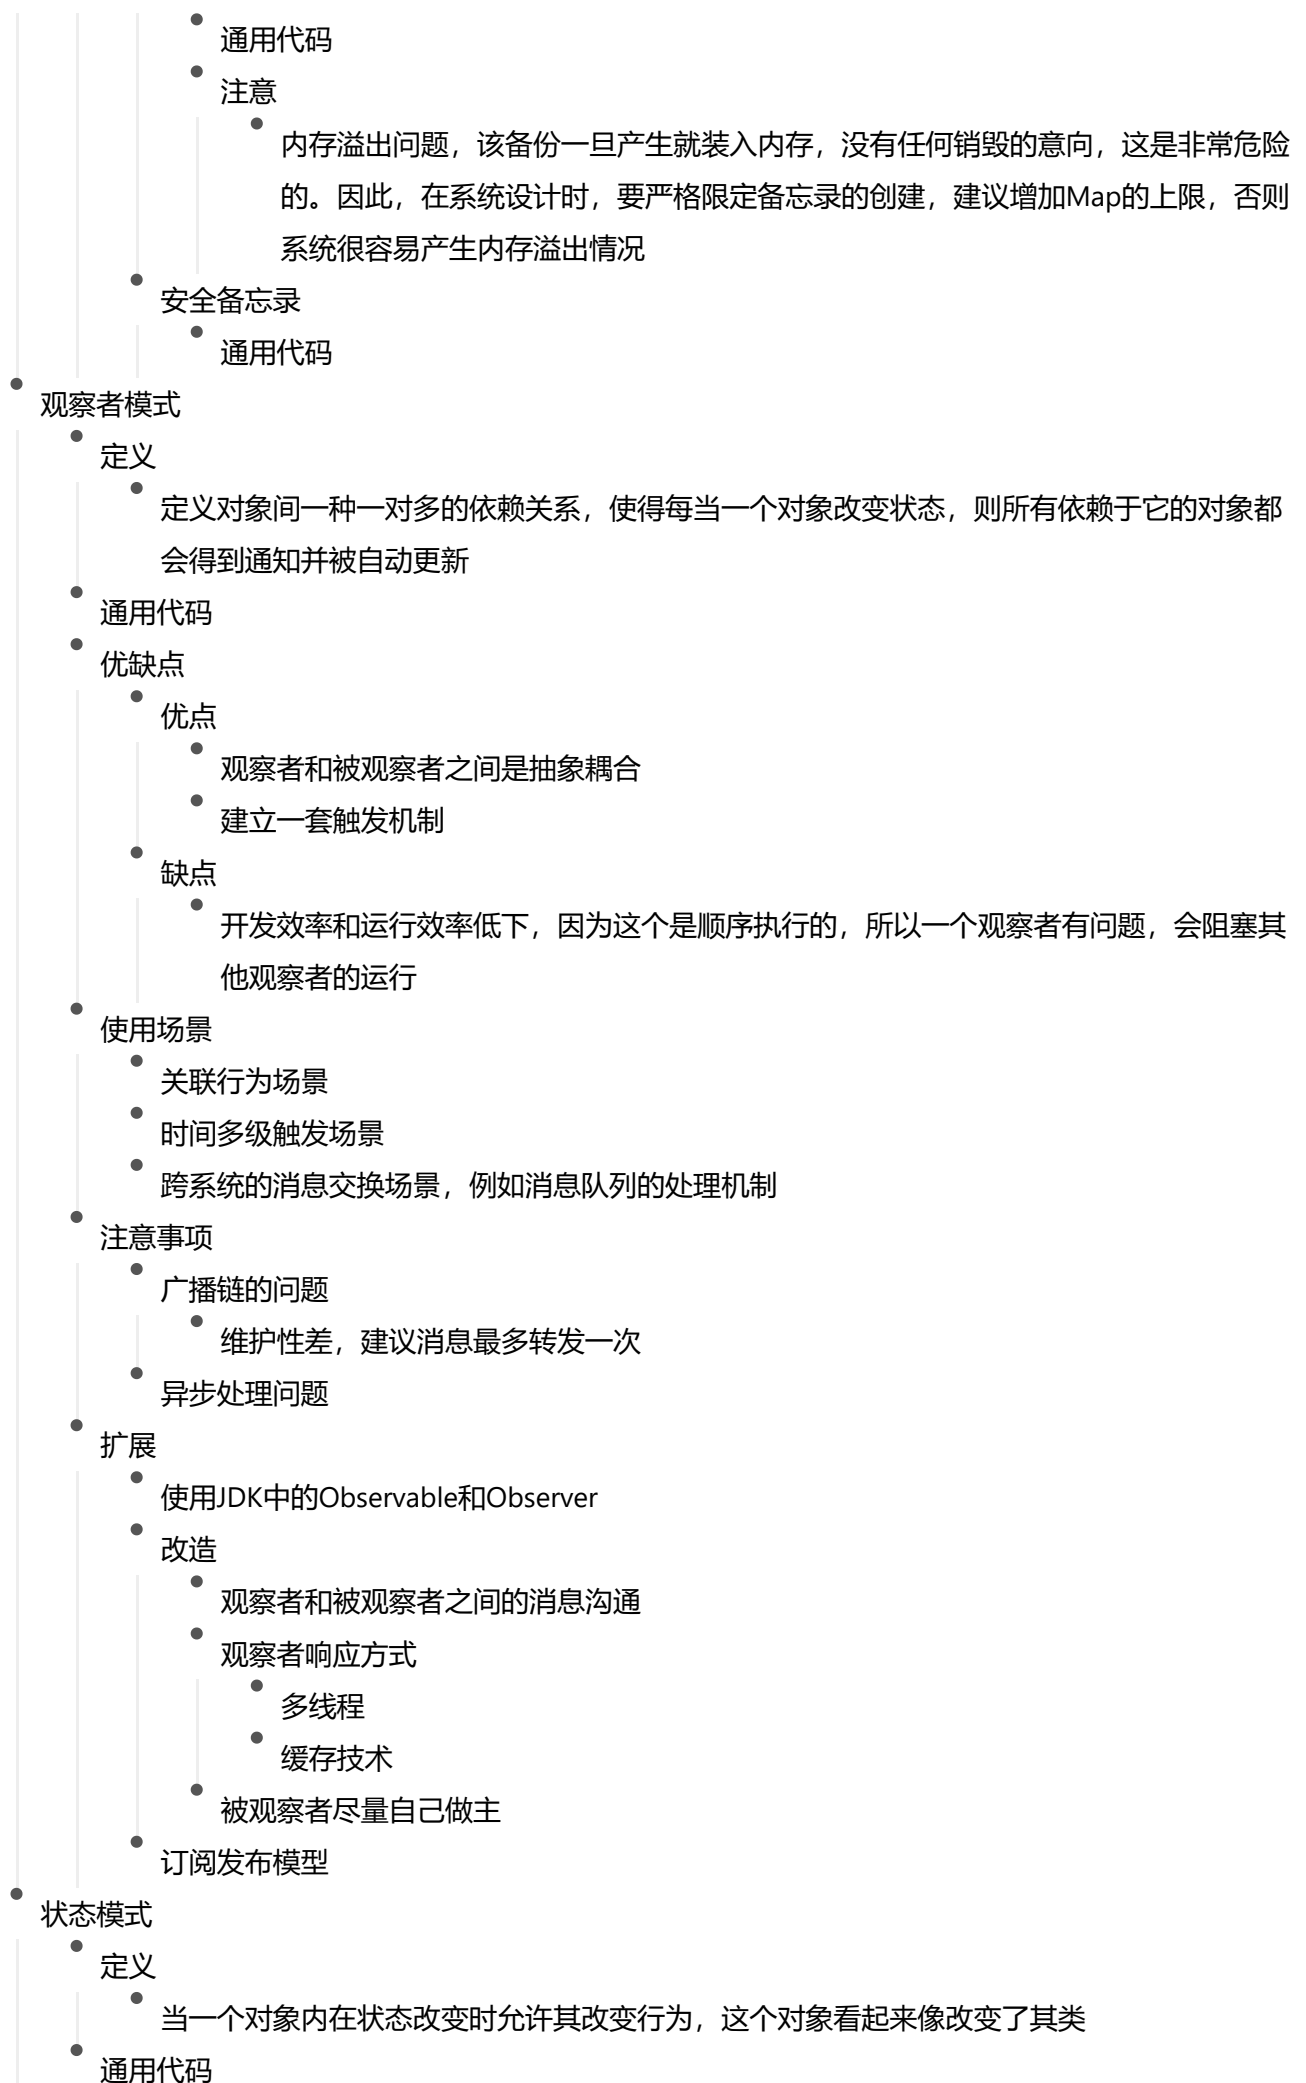 通用代码
注意
内存溢出问题，该备份一旦产生就装入内存，没有任何销毁的意向，这是非常危险
的。因此，在系统设计时，要严格限定备忘录的创建，建议增加Map的上限，否则
系统很容易产生内存溢出情况
安全备忘录
通用代码
观察者模式
定义
定义对象间一种一对多的依赖关系，使得每当一个对象改变状态，则所有依赖于它的对象都
会得到通知并被自动更新
通用代码
优缺点
优点
观察者和被观察者之间是抽象耦合
建立一套触发机制
缺点
开发效率和运行效率低下，因为这个是顺序执行的，所以一个观察者有问题，会阻塞其
他观察者的运行
使用场景
关联行为场景
时间多级触发场景
跨系统的消息交换场景，例如消息队列的处理机制
注意事项
广播链的问题
维护性差，建议消息最多转发一次
异步处理问题
扩展
使用JDK中的Observable和Observer
改造
观察者和被观察者之间的消息沟通
观察者响应方式
多线程
缓存技术
被观察者尽量自己做主
订阅发布模型
状态模式
定义
当一个对象内在状态改变时允许其改变行为，这个对象看起来像改变了其类
通用代码